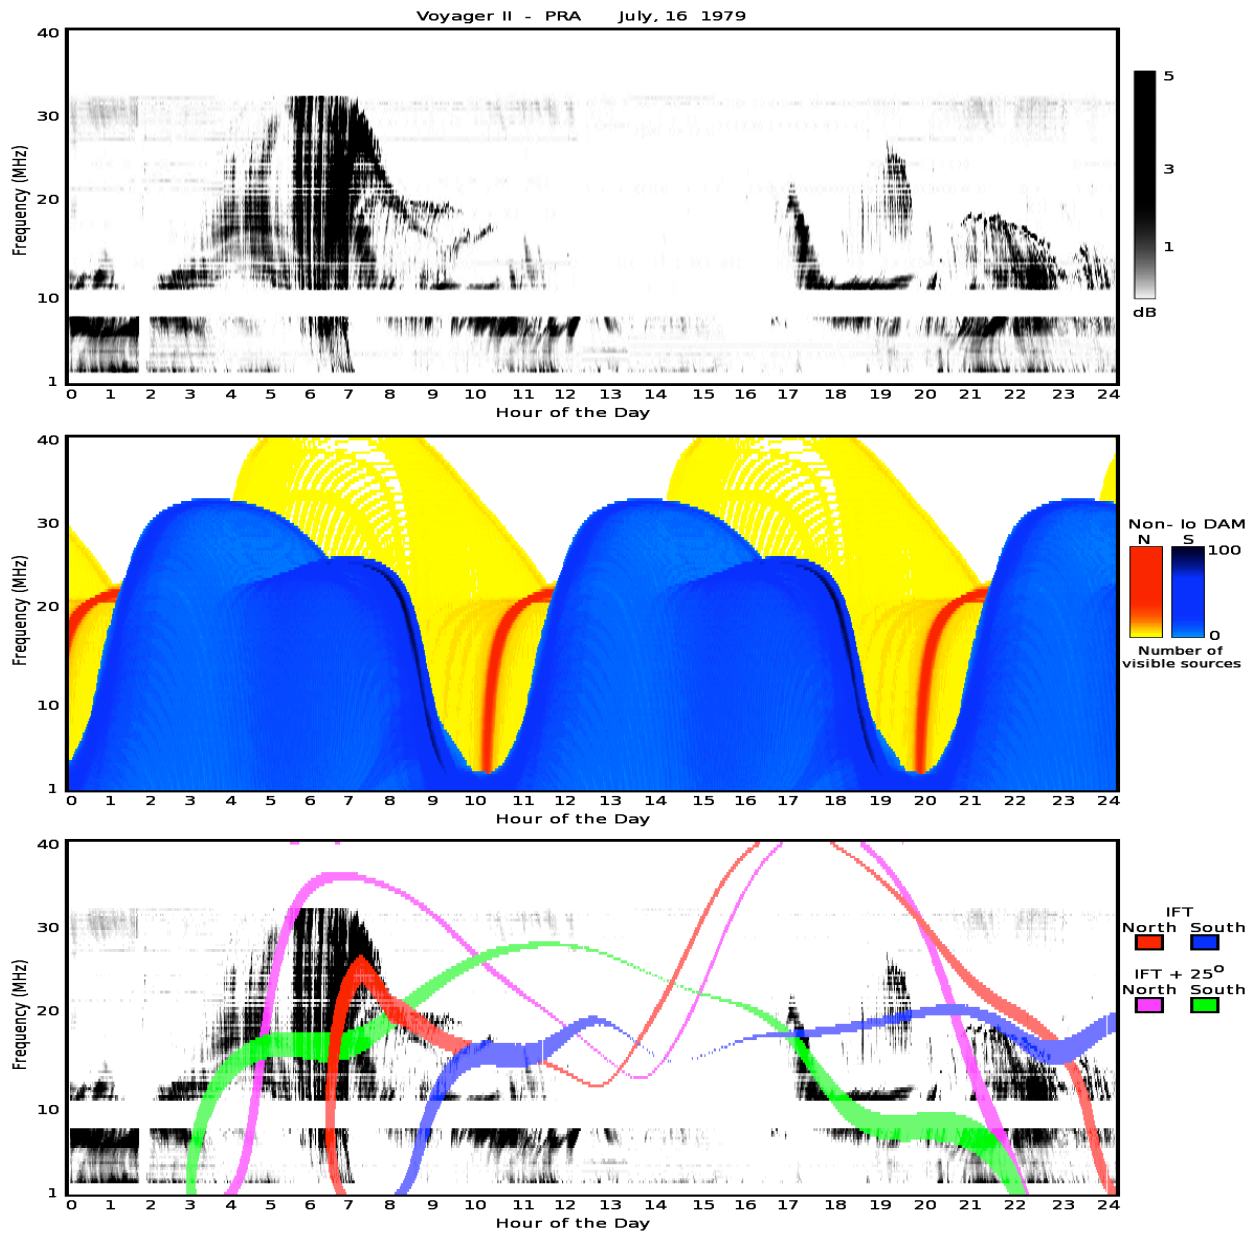 Voyager II - PRA July, 16 1979
40
30
20
10
1
Frequency (MHz)
0 1 2 3 4 5 6 7 8 9 10 11 12 13 14 15 16 17 18 19 20 21 22 23 24
Hour of the Day
5
3
1
dB
40
30
20
10
1
Frequency (MHz)
0 1 2 3 4 5 6 7 8 9 10 11 12 13 14 15 16 17 18 19 20 21 22 23 24
Hour of the Day
Non- Io DAM
N S
100
0
Number of
visible sources
40
30
20
10
1
Frequency (MHz)
0 1 2 3 4 5 6 7 8 9 10 11 12 13 14 15 16 17 18 19 20 21 22 23 24
Hour of the Day
IFT
North South
IFT + 25°
North South